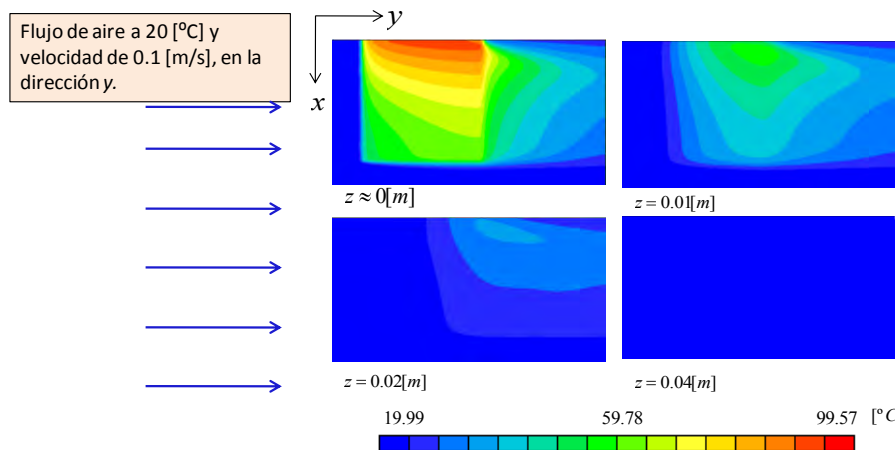 Flujo de aire a 20 [ºC] y
velocidad de 0.1 [m/s], en la
dirección y.
y
x
z ≈ 0[m]
z = 0.01[m]
z = 0.02[m]
z = 0.04[m]
19.99 59.78 99.57 [ºC